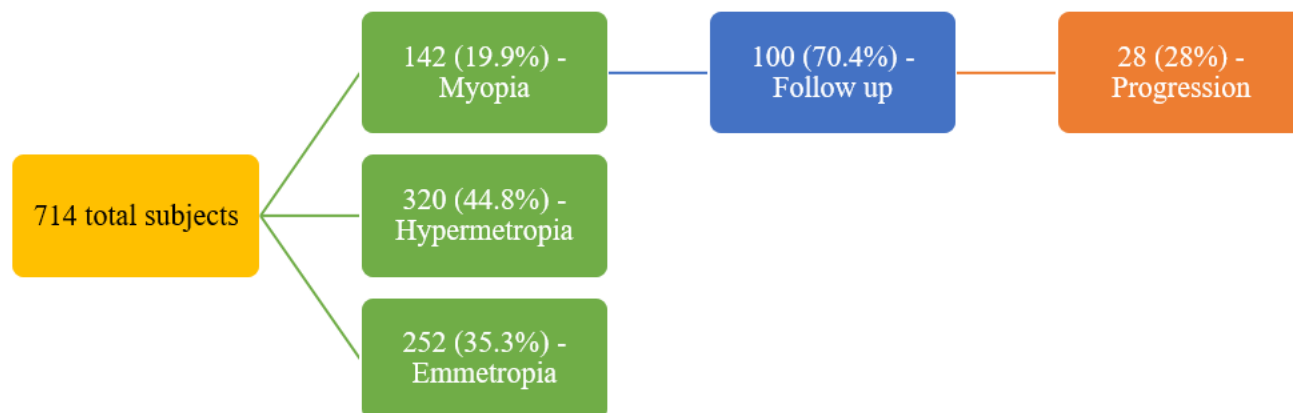 714 total subjects
142 (19.9%) -
Myopia
100 (70.4%) -
Follow up
28 (28%) -
Progression
320 (44.8%) -
Hypermetropia
252 (35.3%) -
Emmetropia